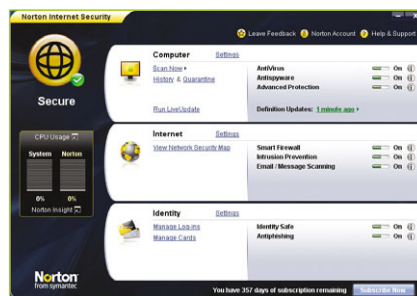 Norton Internet Security
Leave Feedback Norton Account Help & Support
Secure
CPU Usage
System Norton
0% 0%
Norton Insight
Norton
from symantec
Computer Settings
Scan Now
History & Quarantine
Run LiveUpdate
AntiVirus On
Antispyware On
Advanced Protection On
Definition Updates: 1 minute ago
Internet Settings
View Network Security Map
Smart Firewall On
Intrusion Prevention On
Email / Message Scanning On
Identity Settings
Manage Log-ins
Manage Cards
Identity Safe On
Antiphishing On
You have 357 days of subscription remaining
Subscribe Now